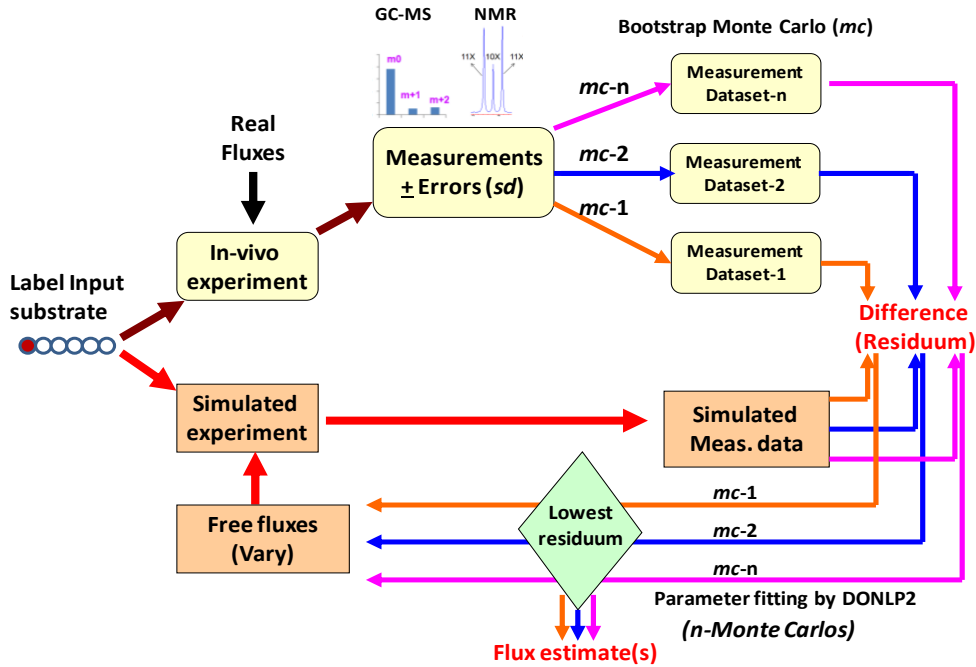 GC-MS
NMR
Bootstrap Monte Carlo (mc)
m0
m+1
m+2
11X
10X
11X
Real
Fluxes
Measurements
± Errors (sd)
mc-n
mc-2
mc-1
Measurement
Dataset-n
Measurement
Dataset-2
Measurement
Dataset-1
In-vivo
experiment
Label Input
substrate
Difference
(Residuum)
Simulated
experiment
Simulated
Meas. data
Free fluxes
(Vary)
Lowest
residuum
mc-1
mc-2
mc-n
Parameter fitting by DONLP2
(n-Monte Carlos)
Flux estimate(s)